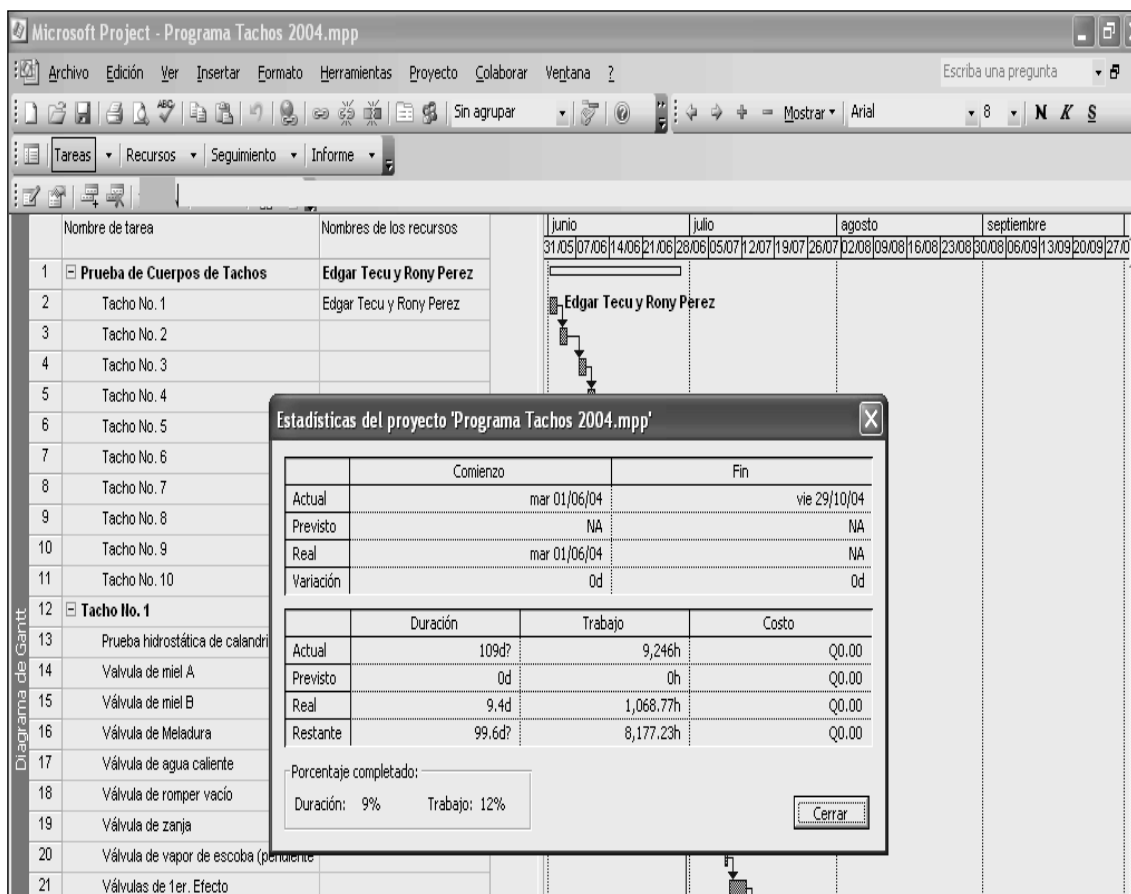 Microsoft Project - Programa Tachos 2004.mpp
Archivo Edición Ver Insertar Formato Herramientas Proyecto Colaborar Ventana ? Escriba una pregunta
Sin agrupar Mostrar Arial 8 N K S
Tareas Recursos Seguimiento Informe
Nombre de tarea Nombres de los recursos junio julio agosto septiembre
31/05 07/06 14/06 21/06 28/06 05/07 12/07 19/07 26/07 02/08 09/08 16/08 23/08 30/08 06/09 13/09 20/09 27/0
1 Prueba de Cuerpos de Tachos Edgar Tecu y Rony Perez
2 Tacho No. 1 Edgar Tecu y Rony Perez Edgar Tecu y Rony Perez
3 Tacho No. 2
4 Tacho No. 3
5 Tacho No. 4
6 Tacho No. 5
7 Tacho No. 6
8 Tacho No. 7
9 Tacho No. 8
10 Tacho No. 9
11 Tacho No. 10
12 Tacho No. 1
13 Prueba hidrostática de calandri
14 Valvula de miel A
15 Válvula de miel B
16 Válvula de Meladura
17 Válvula de agua caliente
18 Válvula de romper vacío
19 Válvula de zanja
20 Válvula de vapor de escoba (pendiente
21 Válvulas de 1er. Efecto
Diagrama de Gantt
Estadísticas del proyecto 'Programa Tachos 2004.mpp'
Comienzo Fin
Actual mar 01/06/04 vie 29/10/04
Previsto NA NA
Real mar 01/06/04 NA
Variación 0d 0d
Duración Trabajo Costo
Actual 109d? 9,246h Q0.00
Previsto 0d 0h Q0.00
Real 9.4d 1,068.77h Q0.00
Restante 99.6d? 8,177.23h Q0.00
Porcentaje completado:
Duración: 9% Trabajo: 12%
Cerrar